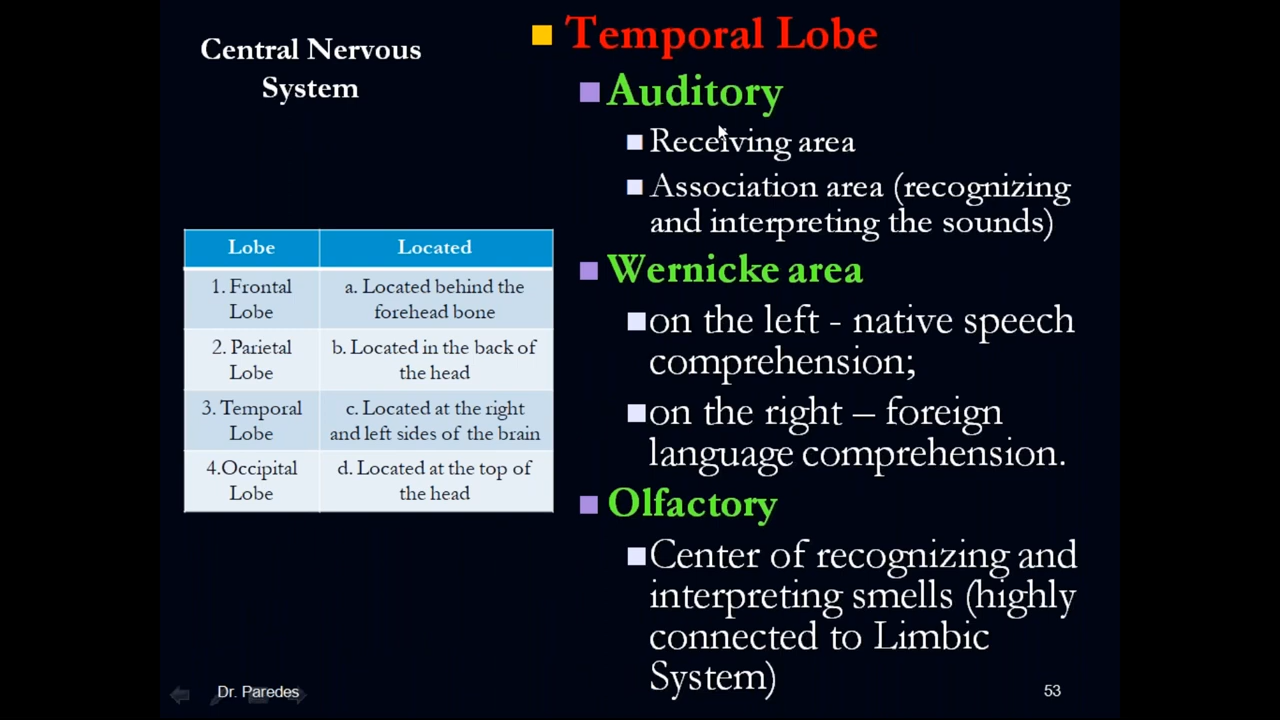 Central Nervous
System
Lobe Located
1. Frontal
Lobe
a. Located behind the
forehead bone
2. Parietal
Lobe
b. Located in the back of
the head
3. Temporal
Lobe
c. Located at the right
and left sides of the brain
4.Occipital
Lobe
d. Located at the top of
the head
Temporal Lobe
Auditory
Receiving area
Association area (recognizing
and interpreting the sounds)
Wernicke area
on the left - native speech
comprehension;
on the right – foreign
language comprehension.
Olfactory
Center of recognizing and
interpreting smells (highly
connected to Limbic
System)
Dr. Paredes
53